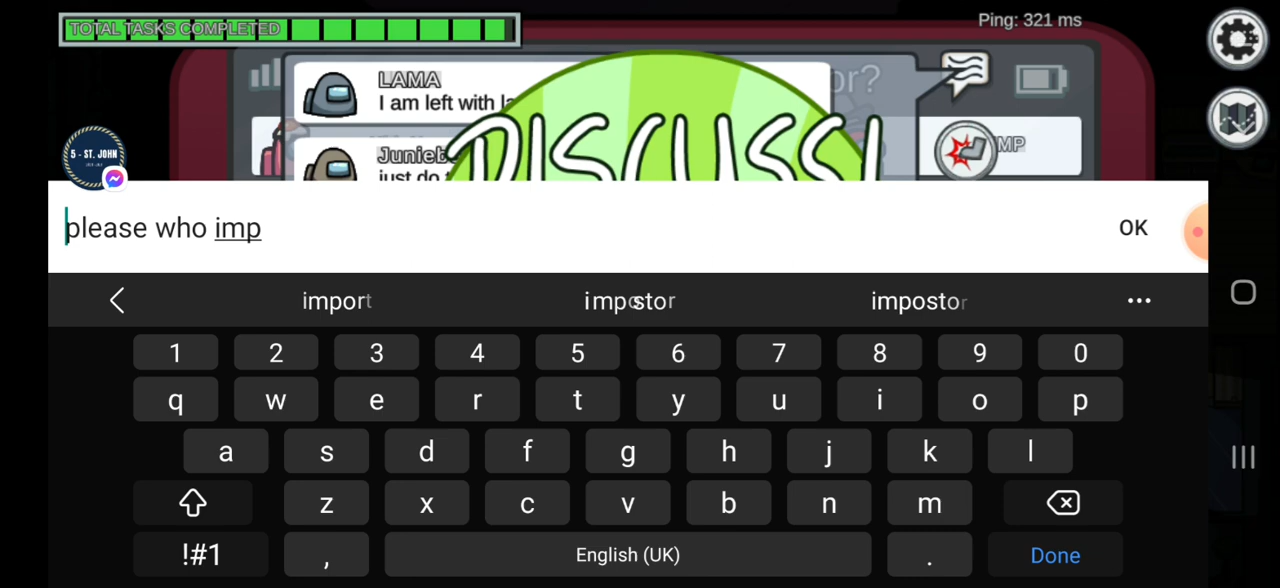 TOTAL TASKS COMPLETED
Ping: 321 ms
LAMA
or?
I am left with
DISCUSS!
5 - ST. JOHN
just do
please who imp
OK
import
impostor
impostor
•••
1 2 3 4 5 6 7 8 9 0
q w e r t y u i o p
a s d f g h j k l
z x c v b n m
!#1 , English (UK) . Done